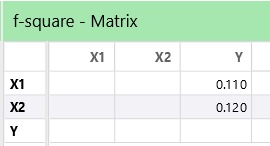 f-square - Matrix
X1 X2 Y
X1 0.110
X2 0.120
Y